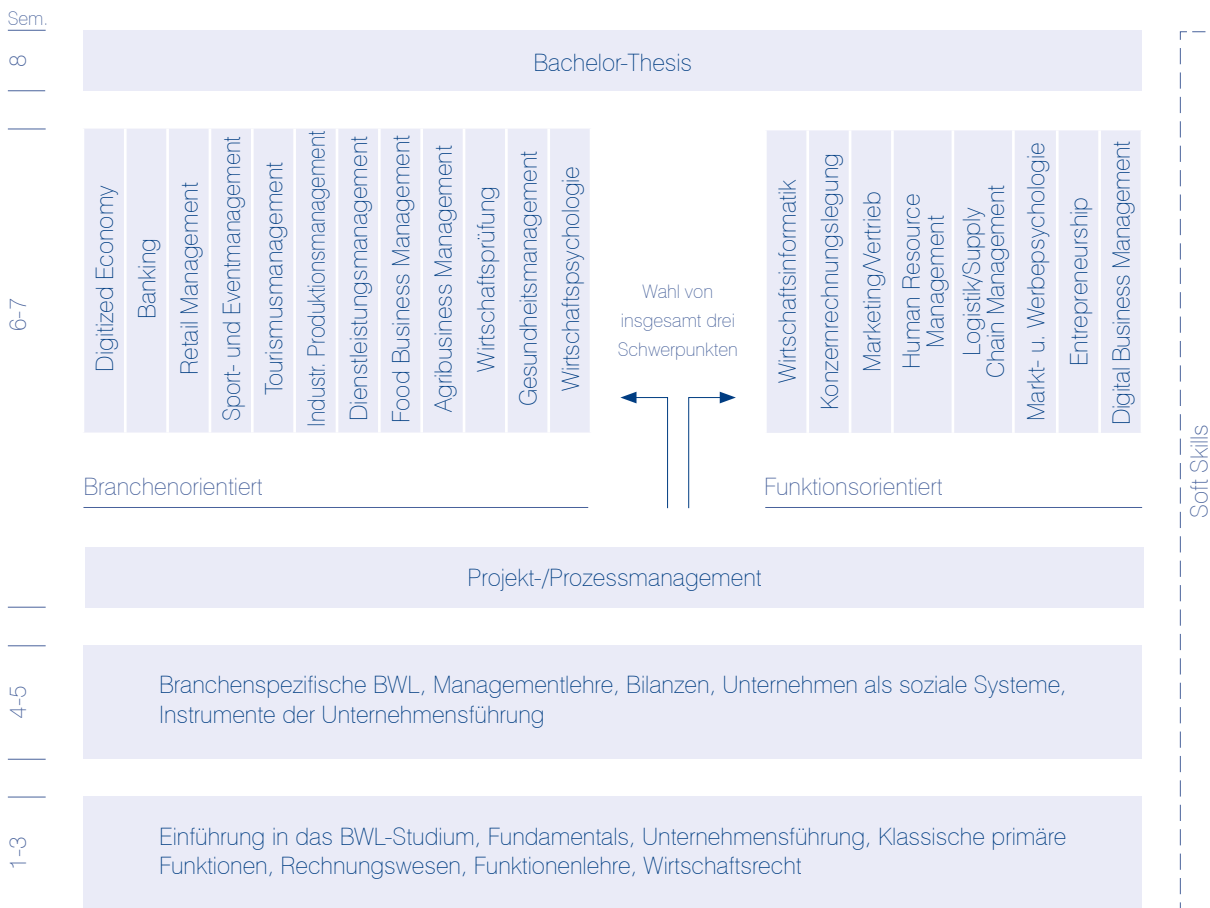 Sem.
8
Bachelor-Thesis
6-7
Digitized Economy
Banking
Retail Management
Sport- und Eventmanagement
Tourismusmanagement
Industr. Produktionsmanagement
Dienstleistungsmanagement
Food Business Management
Agribusiness Management
Wirtschaftsprüfung
Gesundheitsmanagement
Wirtschaftspsychologie
Wahl von
insgesamt drei
Schwerpunkten
Wirtschaftsinformatik
Konzernrechnungslegung
Marketing/Vertrieb
Human Resource
Management
Logistik/Supply
Chain Management
Markt- u. Werbepsychologie
Entrepreneurship
Digital Business Management
Branchenorientiert
Funktionsorientiert
Soft Skills
Projekt-/Prozessmanagement
4-5
Branchenspezifische BWL, Managementlehre, Bilanzen, Unternehmen als soziale Systeme,
Instrumente der Unternehmensführung
1-3
Einführung in das BWL-Studium, Fundamentals, Unternehmensführung, Klassische primäre
Funktionen, Rechnungswesen, Funktionenlehre, Wirtschaftsrecht